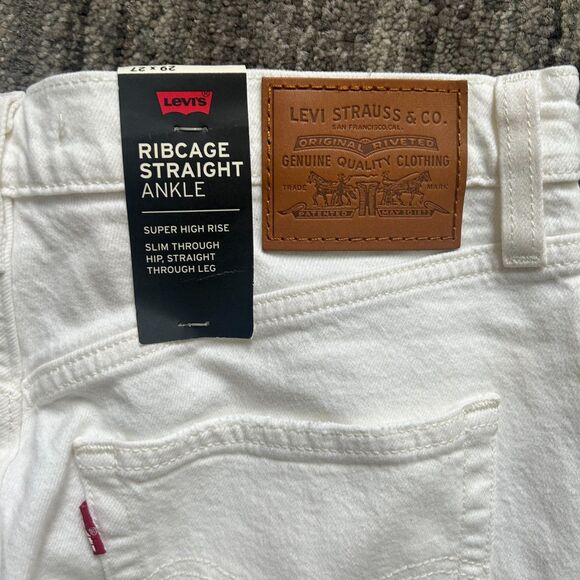 29 x 27
LEVI'S
RIBCAGE
STRAIGHT
ANKLE
SUPER HIGH RISE
SLIM THROUGH
HIP, STRAIGHT
THROUGH LEG
LEVI STRAUSS & CO.
SAN FRANCISCO, CAL.
ORIGINAL RIVETED
GENUINE QUALITY CLOTHING
TRADE MARK
PATENTED MAY 20 1873